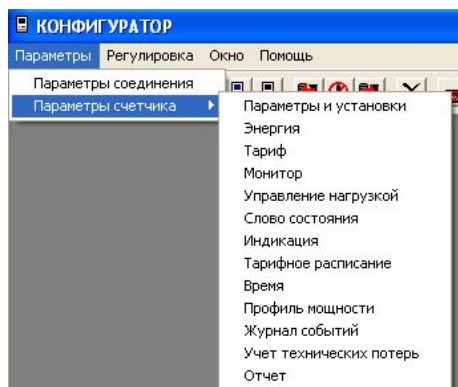 КОНФИГУРАТОР
Параметры Регулировка Окно Помощь
Параметры соединения
Параметры счетчика
Параметры и установки
Энергия
Тариф
Монитор
Управление нагрузкой
Слово состояния
Индикация
Тарифное расписание
Время
Профиль мощности
Журнал событий
Учет технических потерь
Отчет